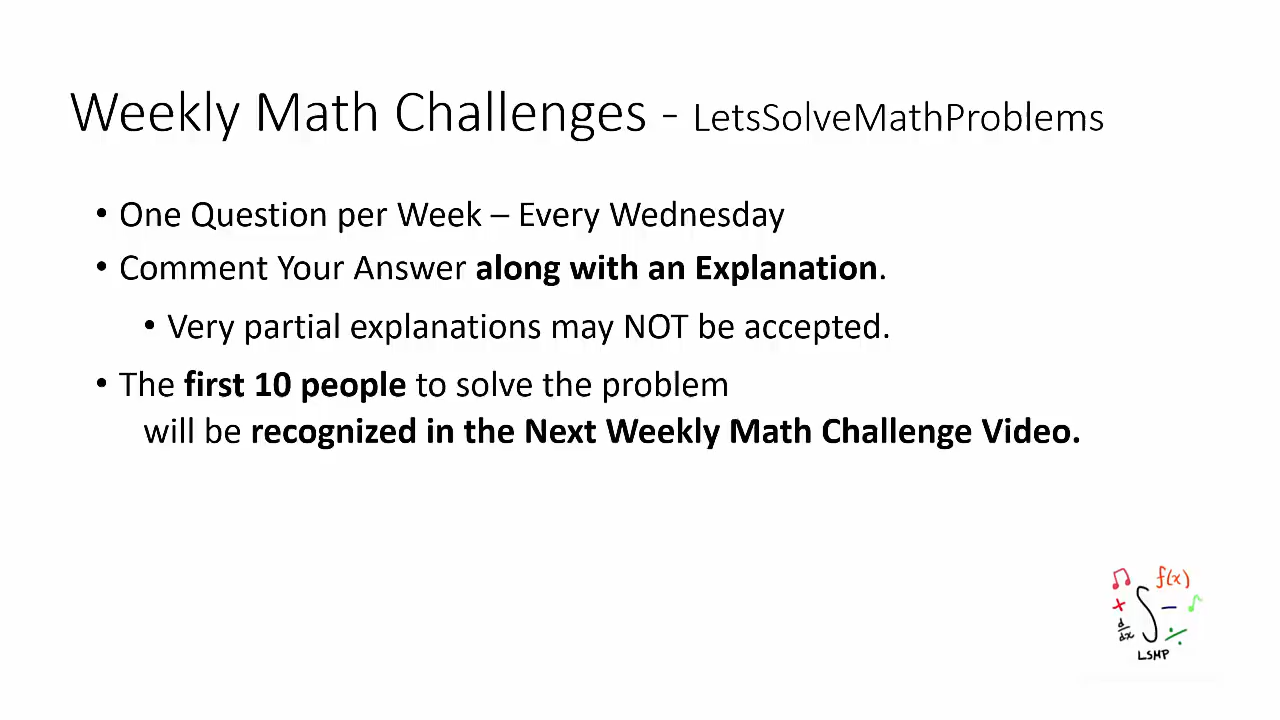 Weekly Math Challenges - LetsSolveMathProblems
• One Question per Week – Every Wednesday
• Comment Your Answer along with an Explanation.
• Very partial explanations may NOT be accepted.
• The first 10 people to solve the problem
will be recognized in the Next Weekly Math Challenge Video.
f(x)
+ ∫ −
d/dx ÷
LSMP